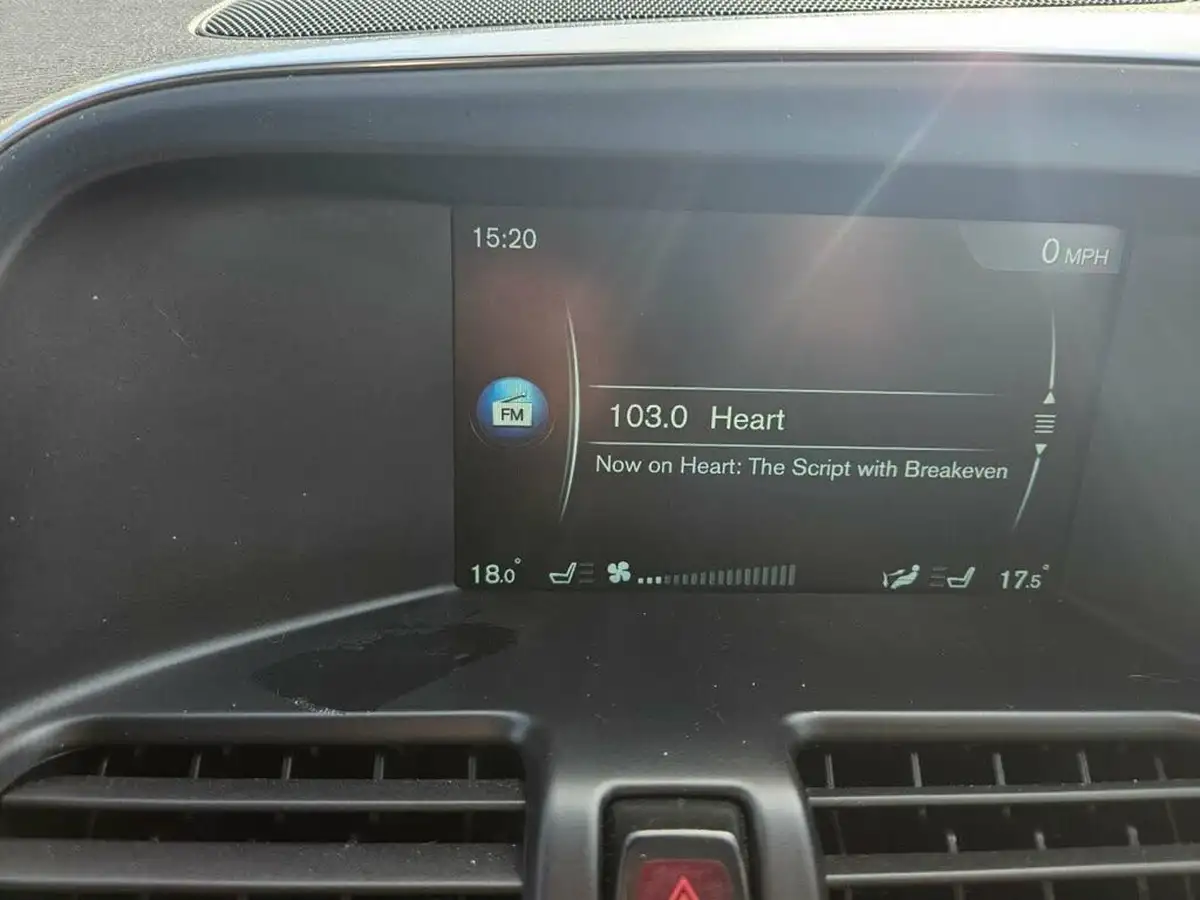 15:20
0 MPH
FM
103.0 Heart
Now on Heart: The Script with Breakeven
18.0° 17.5°